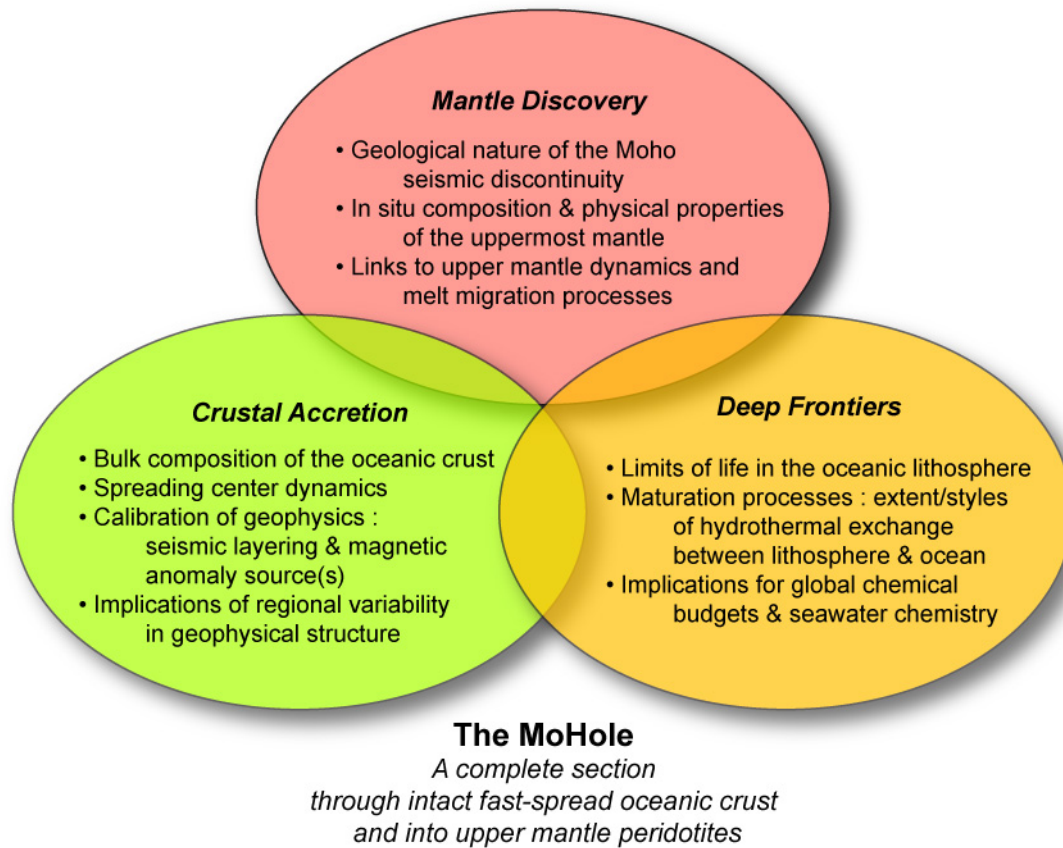 Mantle Discovery
• Geological nature of the Moho
seismic discontinuity
• In situ composition & physical properties
of the uppermost mantle
• Links to upper mantle dynamics and
melt migration processes
Crustal Accretion
• Bulk composition of the oceanic crust
• Spreading center dynamics
• Calibration of geophysics :
seismic layering & magnetic
anomaly source(s)
• Implications of regional variability
in geophysical structure
Deep Frontiers
• Limits of life in the oceanic lithosphere
• Maturation processes : extent/styles
of hydrothermal exchange
between lithosphere & ocean
• Implications for global chemical
budgets & seawater chemistry
The MoHole
A complete section
through intact fast-spread oceanic crust
and into upper mantle peridotites